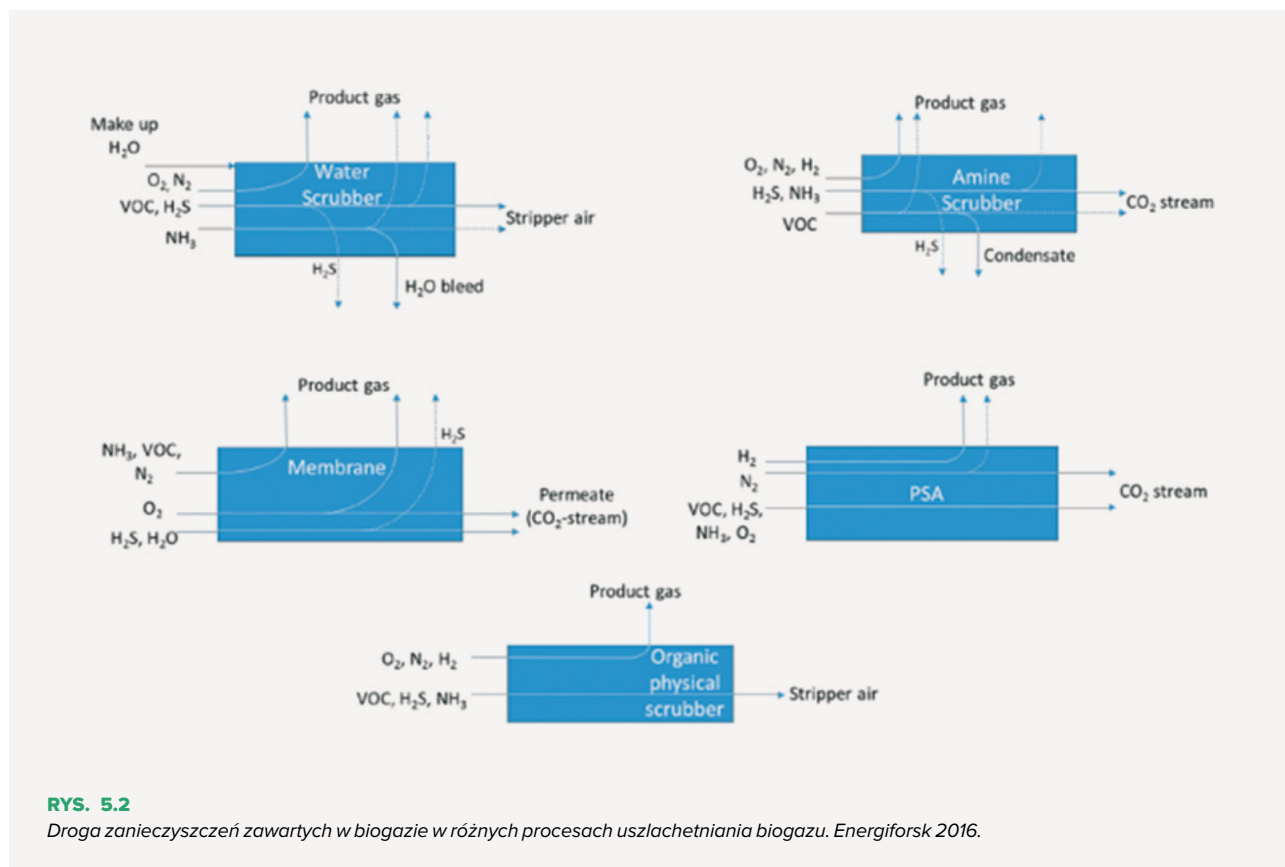 Product gas
Make up
H₂O
O₂, N₂
VOC, H₂S
NH₃
Water
Scrubber
Stripper air
H₂S
H₂O bleed
Product gas
O₂, N₂, H₂
H₂S, NH₃
VOC
Amine
Scrubber
CO₂ stream
H₂S
Condensate
Product gas
H₂S
NH₃, VOC,
N₂
O₂
H₂S, H₂O
Membrane
Permeate
(CO₂-stream)
Product gas
H₂
N₂
VOC, H₂S,
NH₃, O₂
PSA
CO₂ stream
Product gas
O₂, N₂, H₂
VOC, H₂S, NH₃
Organic
physical
scrubber
Stripper air
RYS. 5.2
Droga zanieczyszczeń zawartych w biogazie w różnych procesach uszlachetniania biogazu. Energiforsk 2016.